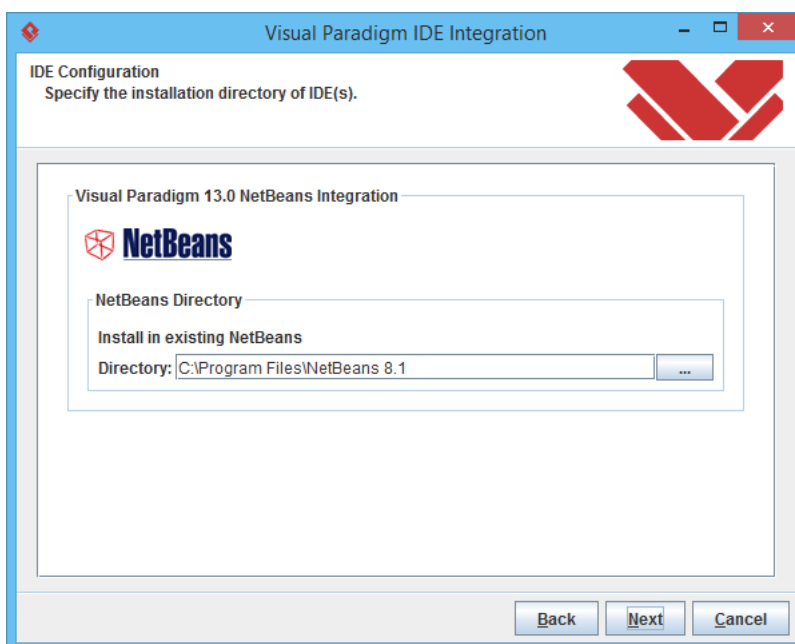 Visual Paradigm IDE Integration
IDE Configuration
Specify the installation directory of IDE(s).
Visual Paradigm 13.0 NetBeans Integration
NetBeans
NetBeans Directory
Install in existing NetBeans
Directory: C:\Program Files\NetBeans 8.1 ...
Back Next Cancel